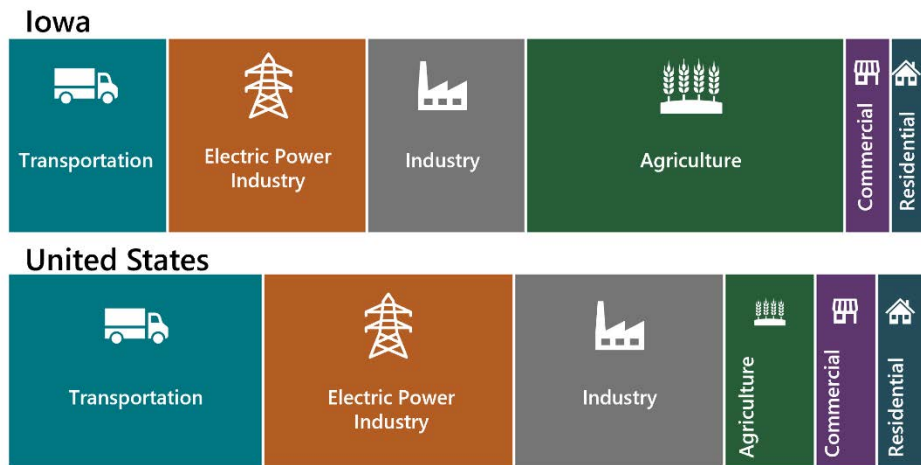 Iowa
Transportation
Electric Power
Industry
Industry
Agriculture
Commercial
Residential
United States
Transportation
Electric Power
Industry
Industry
Agriculture
Commercial
Residential